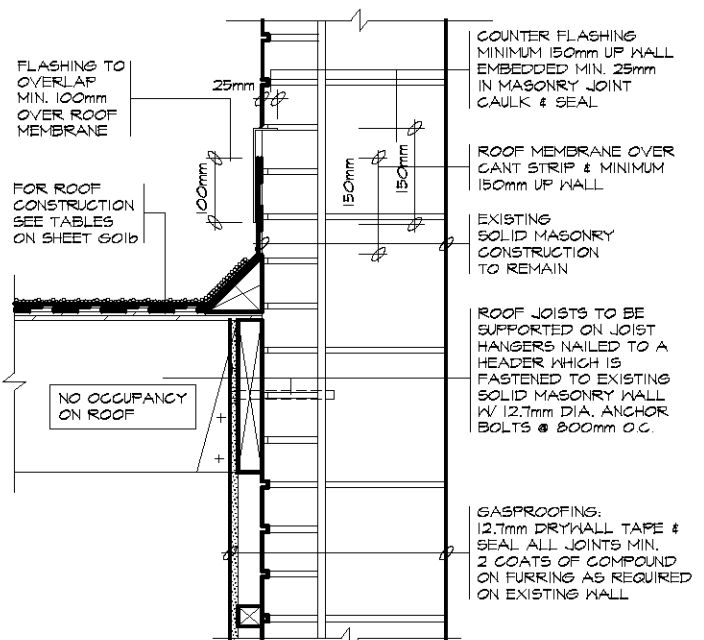 FLASHING TO
OVERLAP
MIN. 100mm
OVER ROOF
MEMBRANE
25mm
COUNTER FLASHING
MINIMUM 150mm UP WALL
EMBEDDED MIN. 25mm
IN MASONRY JOINT
CAULK & SEAL
FOR ROOF
CONSTRUCTION
SEE TABLES
ON SHEET G01b
100mm
150mm
150mm
ROOF MEMBRANE OVER
CANT STRIP & MINIMUM
150mm UP WALL
EXISTING
SOLID MASONRY
CONSTRUCTION
TO REMAIN
NO OCCUPANCY
ON ROOF
ROOF JOISTS TO BE
SUPPORTED ON JOIST
HANGERS NAILED TO A
HEADER WHICH IS
FASTENED TO EXISTING
SOLID MASONRY WALL
W/ 12.7mm DIA. ANCHOR
BOLTS @ 800mm O.C.
GASPROOFING:
12.7mm DRYWALL TAPE &
SEAL ALL JOINTS MIN.
2 COATS OF COMPOUND
ON FURRING AS REQUIRED
ON EXISTING WALL